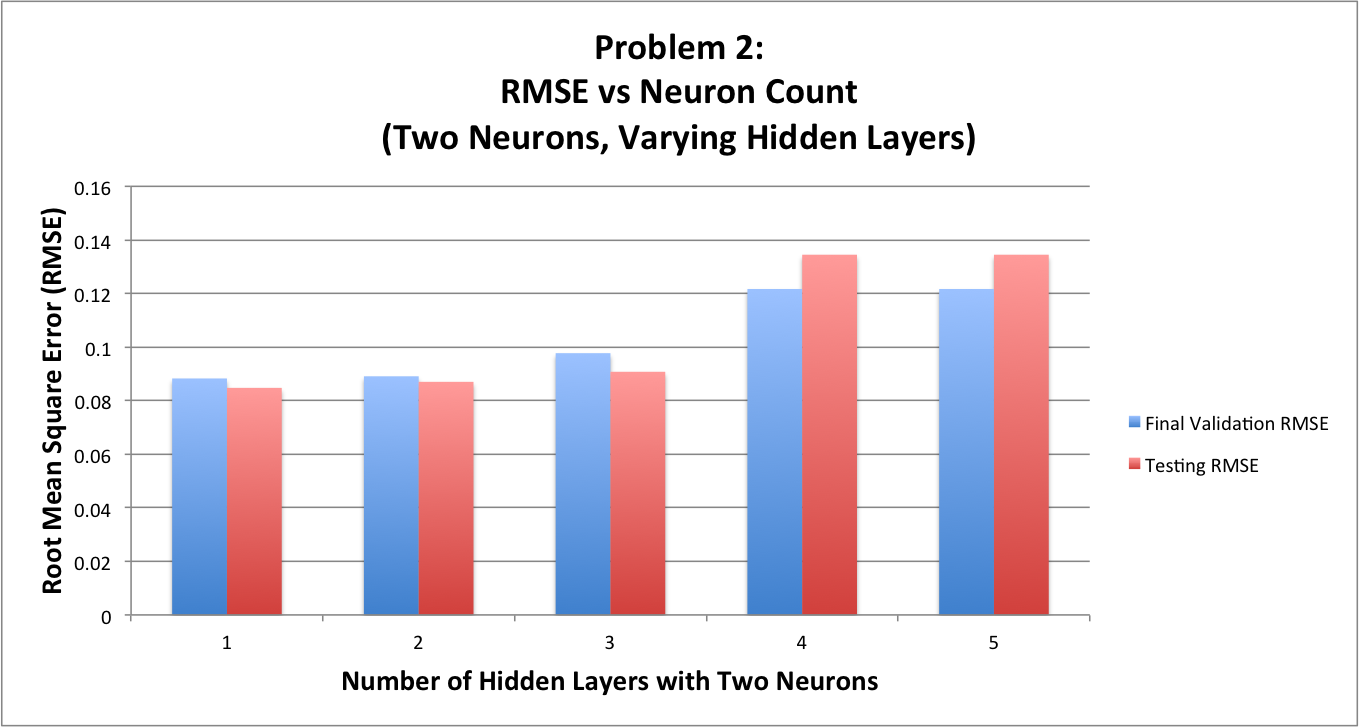 Problem 2:
RMSE vs Neuron Count
(Two Neurons, Varying Hidden Layers)
Root Mean Square Error (RMSE)
0.16
0.14
0.12
0.1
0.08
0.06
0.04
0.02
0
1 2 3 4 5
Number of Hidden Layers with Two Neurons
Final Validation RMSE
Testing RMSE